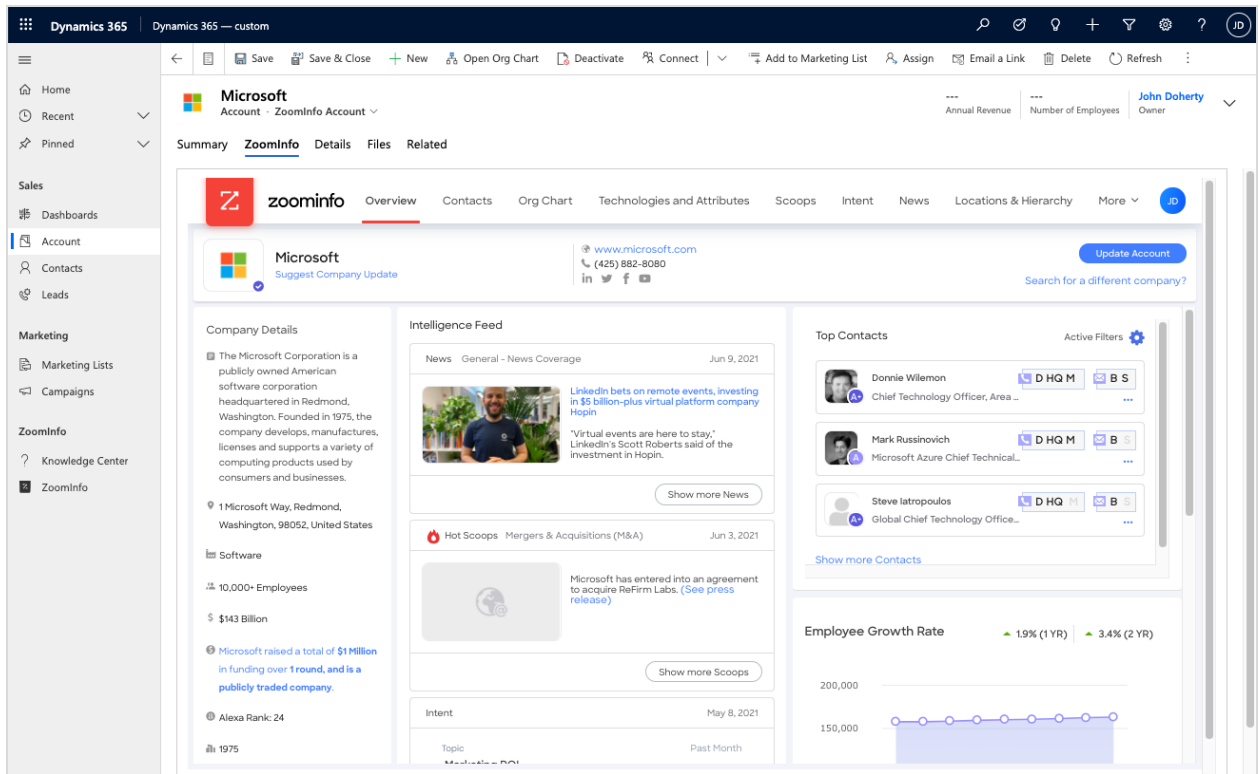 Dynamics 365
Dynamics 365 — custom
JD
Save
Save & Close
New
Open Org Chart
Deactivate
Connect
Add to Marketing List
Assign
Email a Link
Delete
Refresh
Home
Recent
Pinned
Sales
Dashboards
Account
Contacts
Leads
Marketing
Marketing Lists
Campaigns
ZoomInfo
Knowledge Center
ZoomInfo
Microsoft
Account · ZoomInfo Account
---
Annual Revenue
---
Number of Employees
John Doherty
Owner
Summary ZoomInfo Details Files Related
zoominfo Overview Contacts Org Chart Technologies and Attributes Scoops Intent News Locations & Hierarchy More JD
Microsoft
Suggest Company Update
www.microsoft.com
(425) 882-8080
Update Account
Search for a different company?
Company Details
The Microsoft Corporation is a
publicly owned American
software corporation
headquartered in Redmond,
Washington. Founded in 1975, the
company develops, manufactures,
licenses and supports a variety of
computing products used by
consumers and businesses.
1 Microsoft Way, Redmond,
Washington, 98052, United States
Software
10,000+ Employees
$143 Billion
Microsoft raised a total of $1 Million
in funding over 1 round, and is a
publicly traded company.
Alexa Rank: 24
1975
Intelligence Feed
News General - News Coverage Jun 9, 2021
LinkedIn bets on remote events, investing
in $5 billion-plus virtual platform company
Hopin
"Virtual events are here to stay,"
LinkedIn's Scott Roberts said of the
investment in Hopin.
Show more News
Hot Scoops Mergers & Acquisitions (M&A) Jun 3, 2021
Microsoft has entered into an agreement
to acquire ReFirm Labs. (See press
release)
Show more Scoops
Intent May 8, 2021
Topic Past Month
Marketing ROI
Top Contacts
Active Filters
Donnie Wilemon D HQ M B S
A+ Chief Technology Officer, Area ...
Mark Russinovich D HQ M B S
A Microsoft Azure Chief Technical...
Steve Iatropoulos D HQ M B S
A+ Global Chief Technology Office...
Show more Contacts
Employee Growth Rate 1.9% (1 YR) 3.4% (2 YR)
200,000
150,000